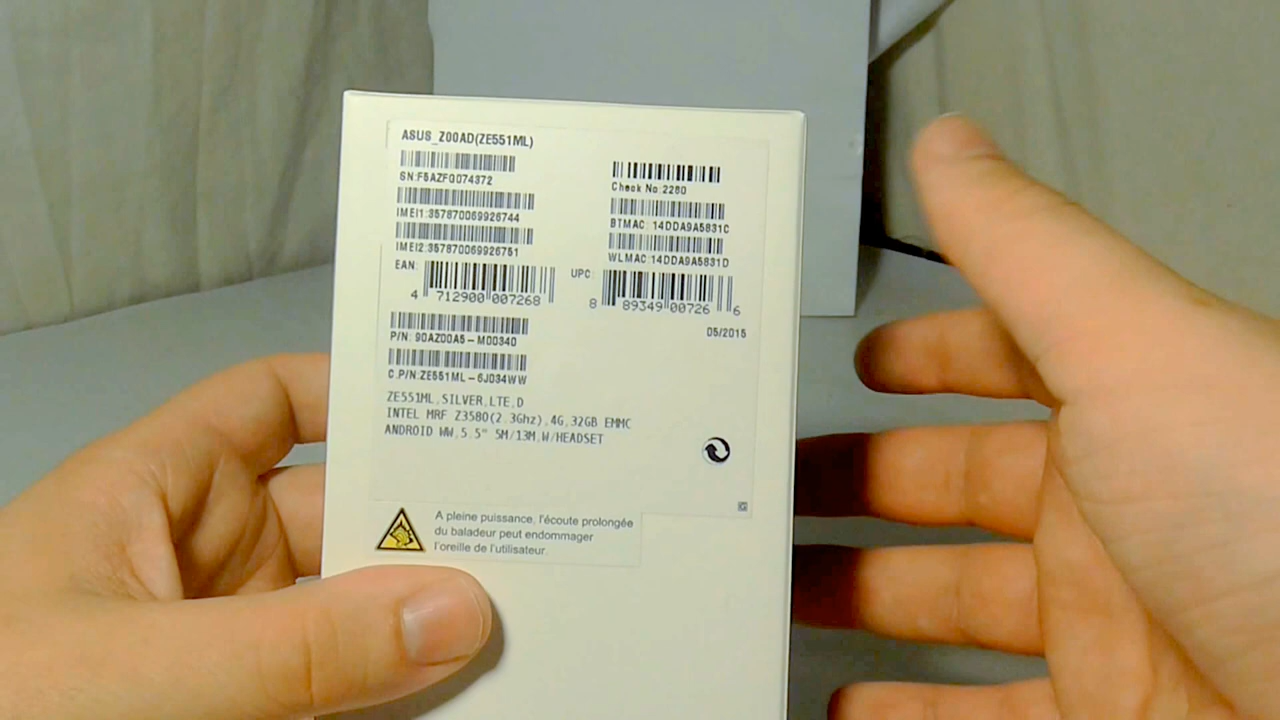 ASUS_Z00AD(ZE551ML)
SN:F5AZFG074372
IMEI1:357870069926744
IMEI2:357870069926751
EAN:
4 712900 007268
P/N: 90AZ00A5-M00340
C.P/N:ZE551ML-6J034WW
Check No:2280
BTMAC: 14DDA9A5831C
WLMAC:14DDA9A5831D
UPC:
8 89349 00726 6
05/2015
ZE551ML,SILVER,LTE,D
INTEL MRF Z3580(2.3Ghz),4G,32GB EMMC
ANDROID WW,5.5" 5M/13M,W/HEADSET
A pleine puissance, l'écoute prolongée
du baladeur peut endommager
l'oreille de l'utilisateur.